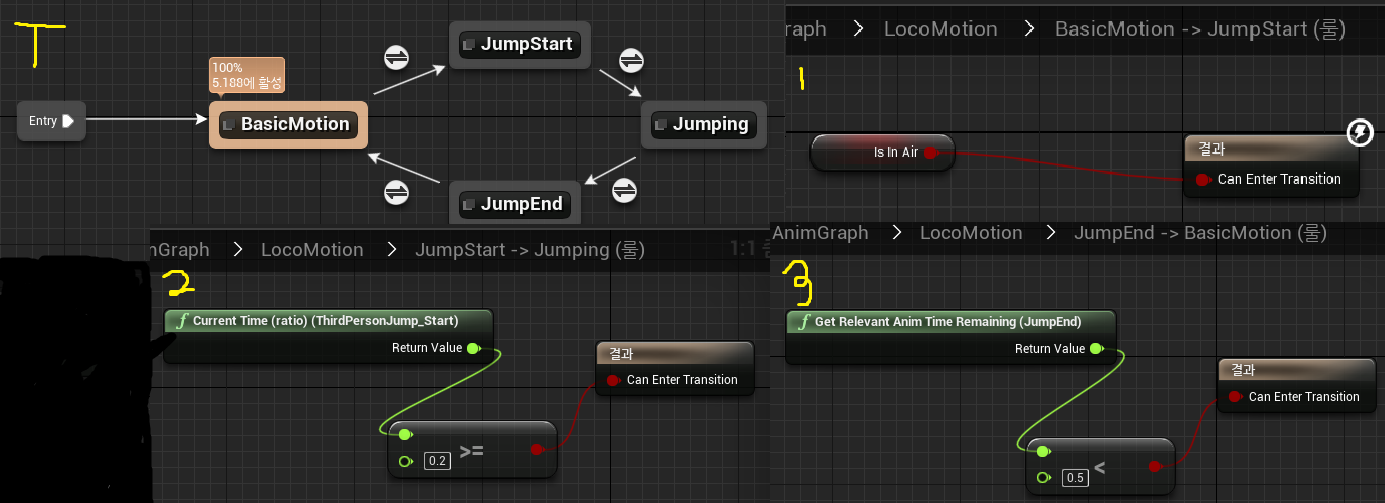 T
Entry
100%
5.188에 활성
BasicMotion
JumpStart
Jumping
JumpEnd
raph > LocoMotion > BasicMotion -> JumpStart (룰)
1
Is In Air
결과
Can Enter Transition
nGraph > LocoMotion > JumpStart -> Jumping (룰)
1:1
2
f Current Time (ratio) (ThirdPersonJump_Start)
Return Value
>=
0.2
결과
Can Enter Transition
AnimGraph > LocoMotion > JumpEnd -> BasicMotion (룰)
3
f Get Relevant Anim Time Remaining (JumpEnd)
Return Value
<
0.5
결과
Can Enter Transition